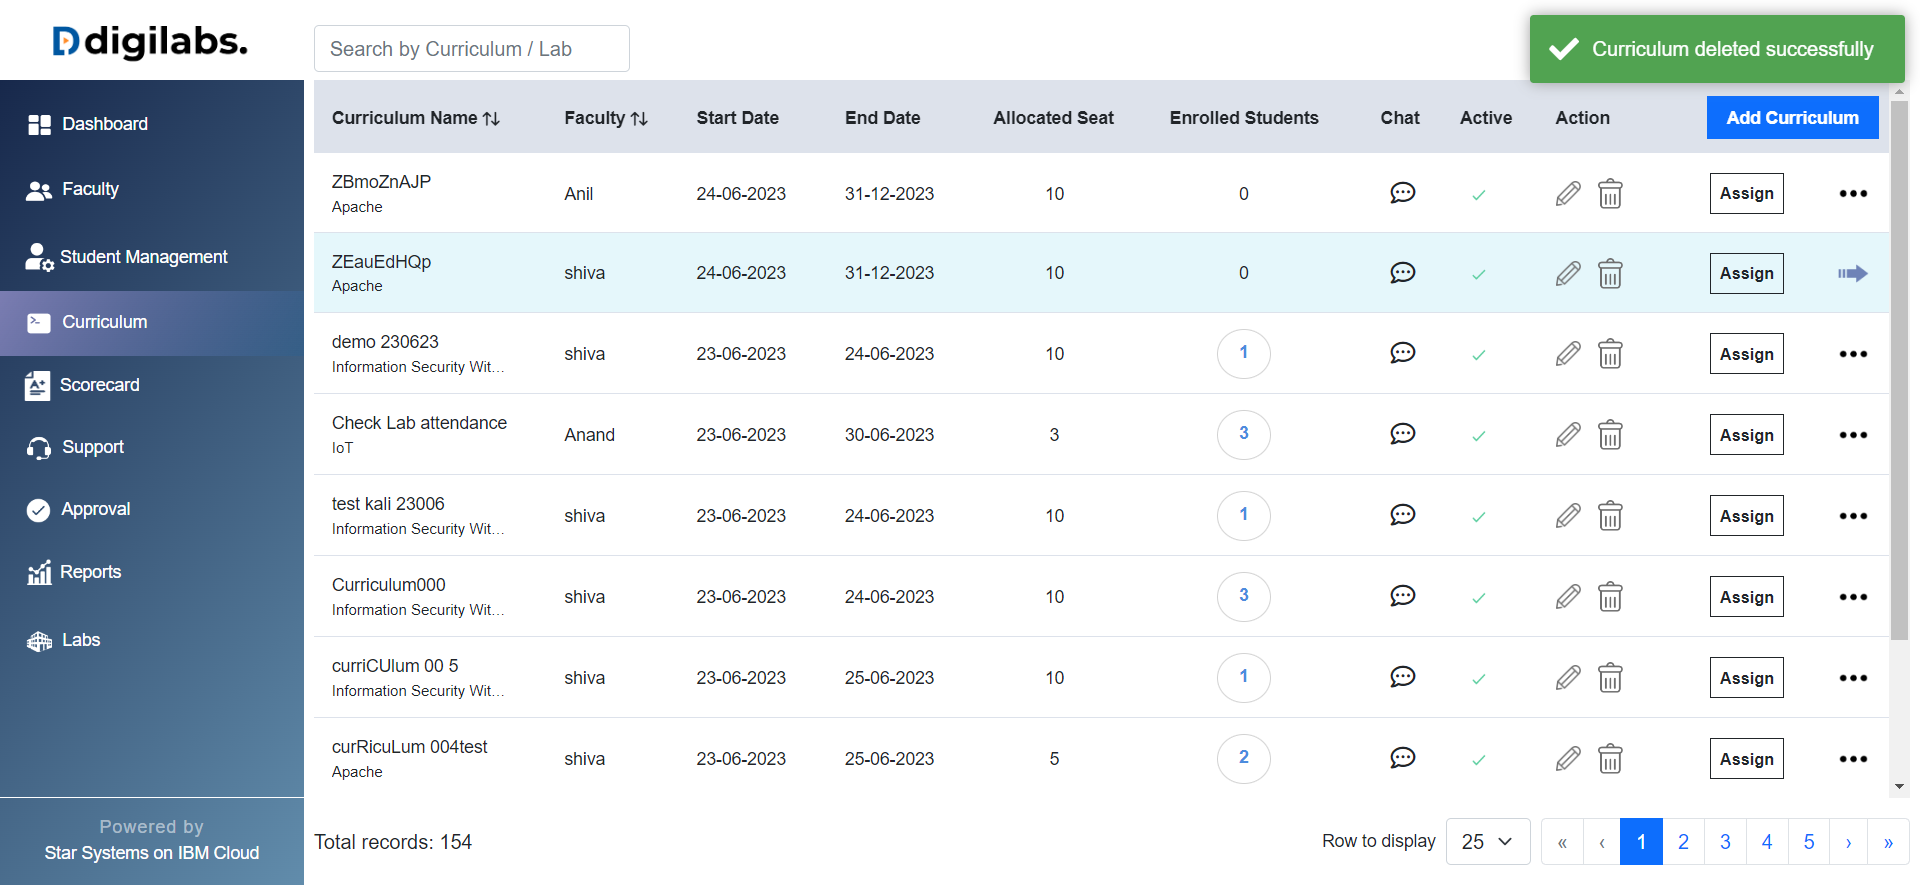 digilabs.
Search by Curriculum / Lab
Curriculum deleted successfully
Dashboard
Faculty
Student Management
Curriculum
Scorecard
Support
Approval
Reports
Labs
Powered by
Star Systems on IBM Cloud
Curriculum Name Faculty Start Date End Date Allocated Seat Enrolled Students Chat Active Action Add Curriculum
ZBmoZnAJP
Apache
Anil 24-06-2023 31-12-2023 10 0 Assign
ZEauEdHQp
Apache
shiva 24-06-2023 31-12-2023 10 0 Assign
demo 230623
Information Security Wit...
shiva 23-06-2023 24-06-2023 10 1 Assign
Check Lab attendance
IoT
Anand 23-06-2023 30-06-2023 3 3 Assign
test kali 23006
Information Security Wit...
shiva 23-06-2023 24-06-2023 10 1 Assign
Curriculum000
Information Security Wit...
shiva 23-06-2023 24-06-2023 10 3 Assign
curriCUlum 00 5
Information Security Wit...
shiva 23-06-2023 25-06-2023 10 1 Assign
curRicuLum 004test
Apache
shiva 23-06-2023 25-06-2023 5 2 Assign
Total records: 154
Row to display 25 « ‹ 1 2 3 4 5 › »